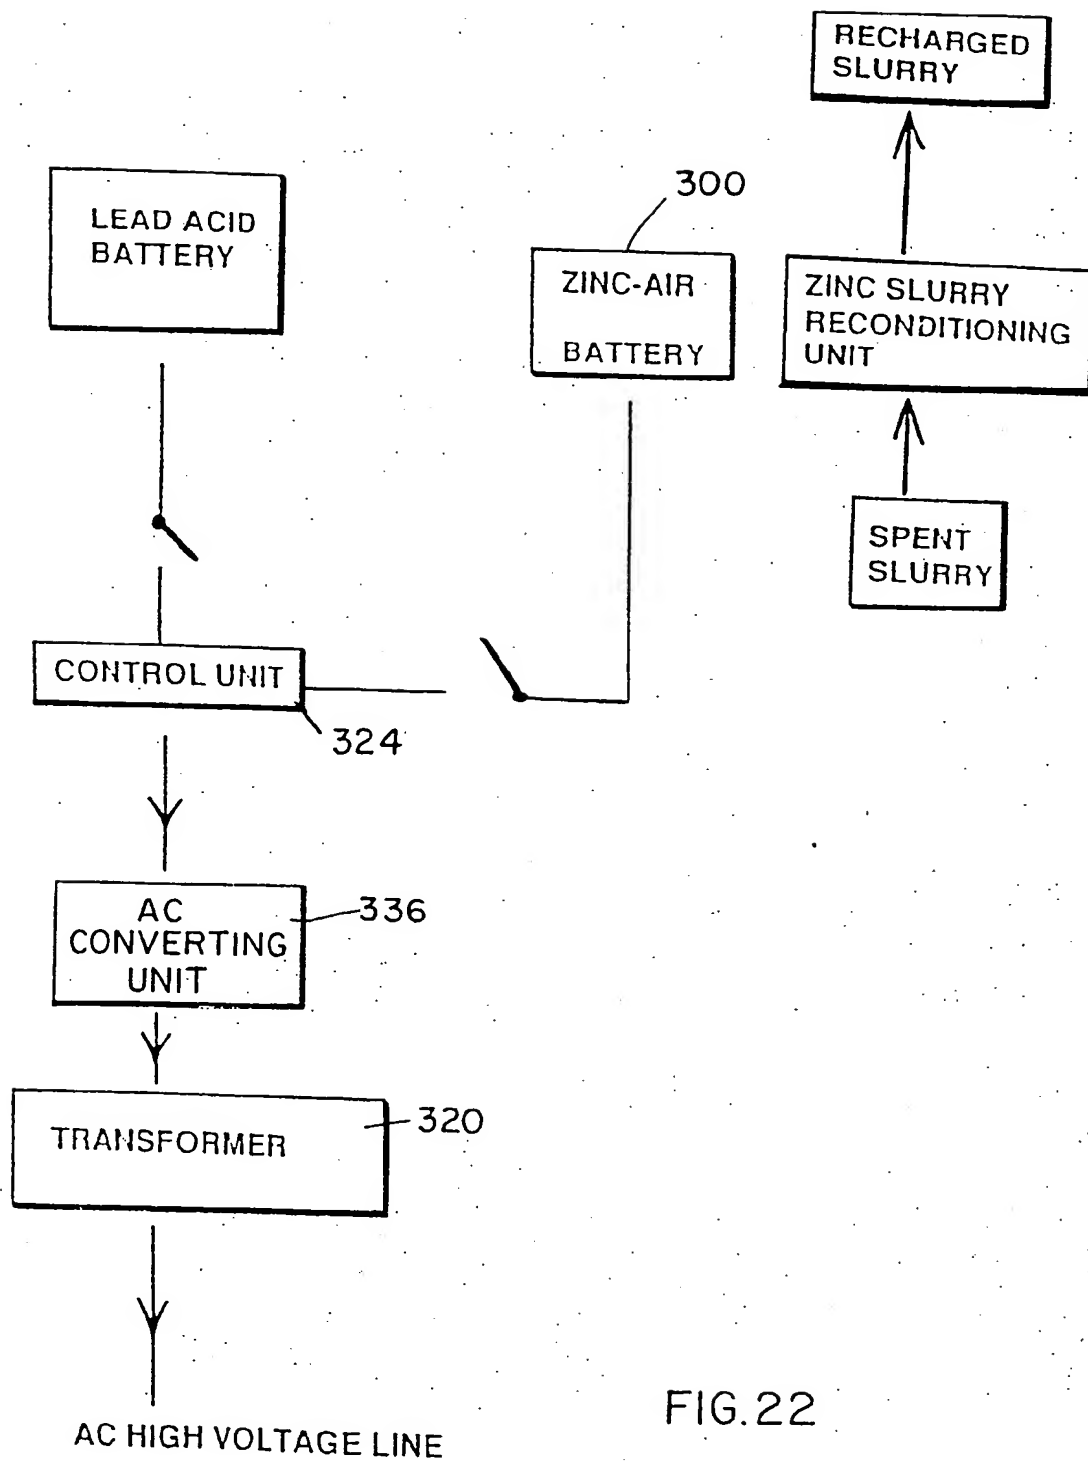 RECHARGED
SLURRY
LEAD ACID
BATTERY
300
ZINC-AIR
BATTERY
ZINC SLURRY
RECONDITIONING
UNIT
SPENT
SLURRY
CONTROL UNIT
324
AC
CONVERTING
UNIT
336
TRANSFORMER
320
AC HIGH VOLTAGE LINE
FIG.22